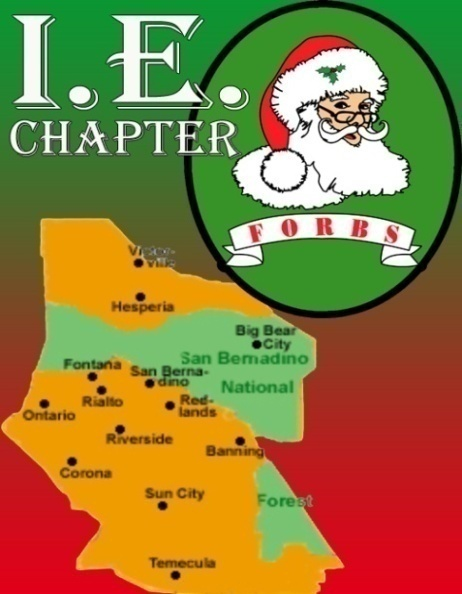 I.E.
CHAPTER
FORBS
Victor-
ville
Hesperia
Big Bear
City
San Bernadino
National
Forest
Fontana
San Berna-
dino
Rialto
Red-
lands
Ontario
Riverside
Banning
Corona
Sun City
Temecula